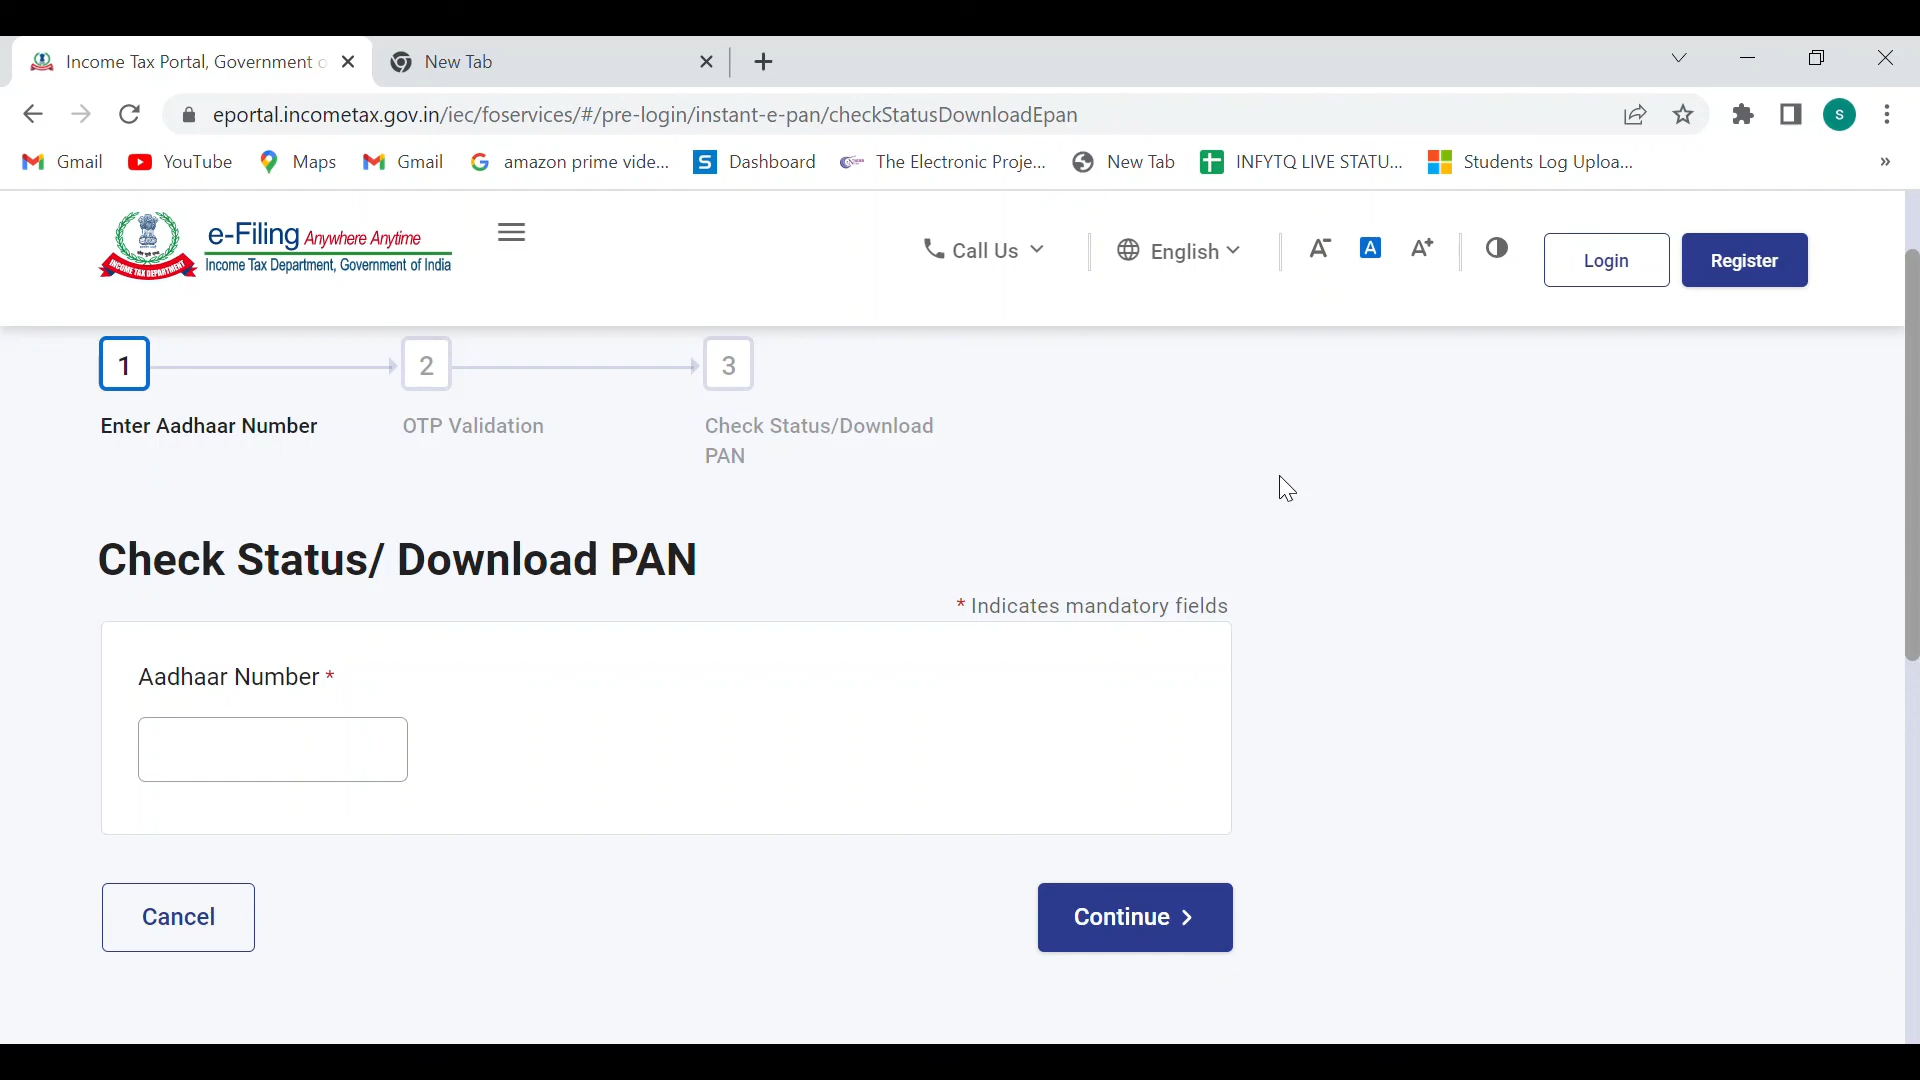 Income Tax Portal, Government o
New Tab
eportal.incometax.gov.in/iec/foservices/#/pre-login/instant-e-pan/checkStatusDownloadEpan
S
Gmail YouTube Maps Gmail amazon prime vide... Dashboard The Electronic Proje... New Tab INFYTQ LIVE STATU... Students Log Uploa... »
INCOME TAX DEPARTMENT
e-Filing Anywhere Anytime
Income Tax Department, Government of India
Call Us English A- A A+ Login Register
1 2 3
Enter Aadhaar Number OTP Validation Check Status/Download
PAN
Check Status/ Download PAN
* Indicates mandatory fields
Aadhaar Number *
Cancel Continue >